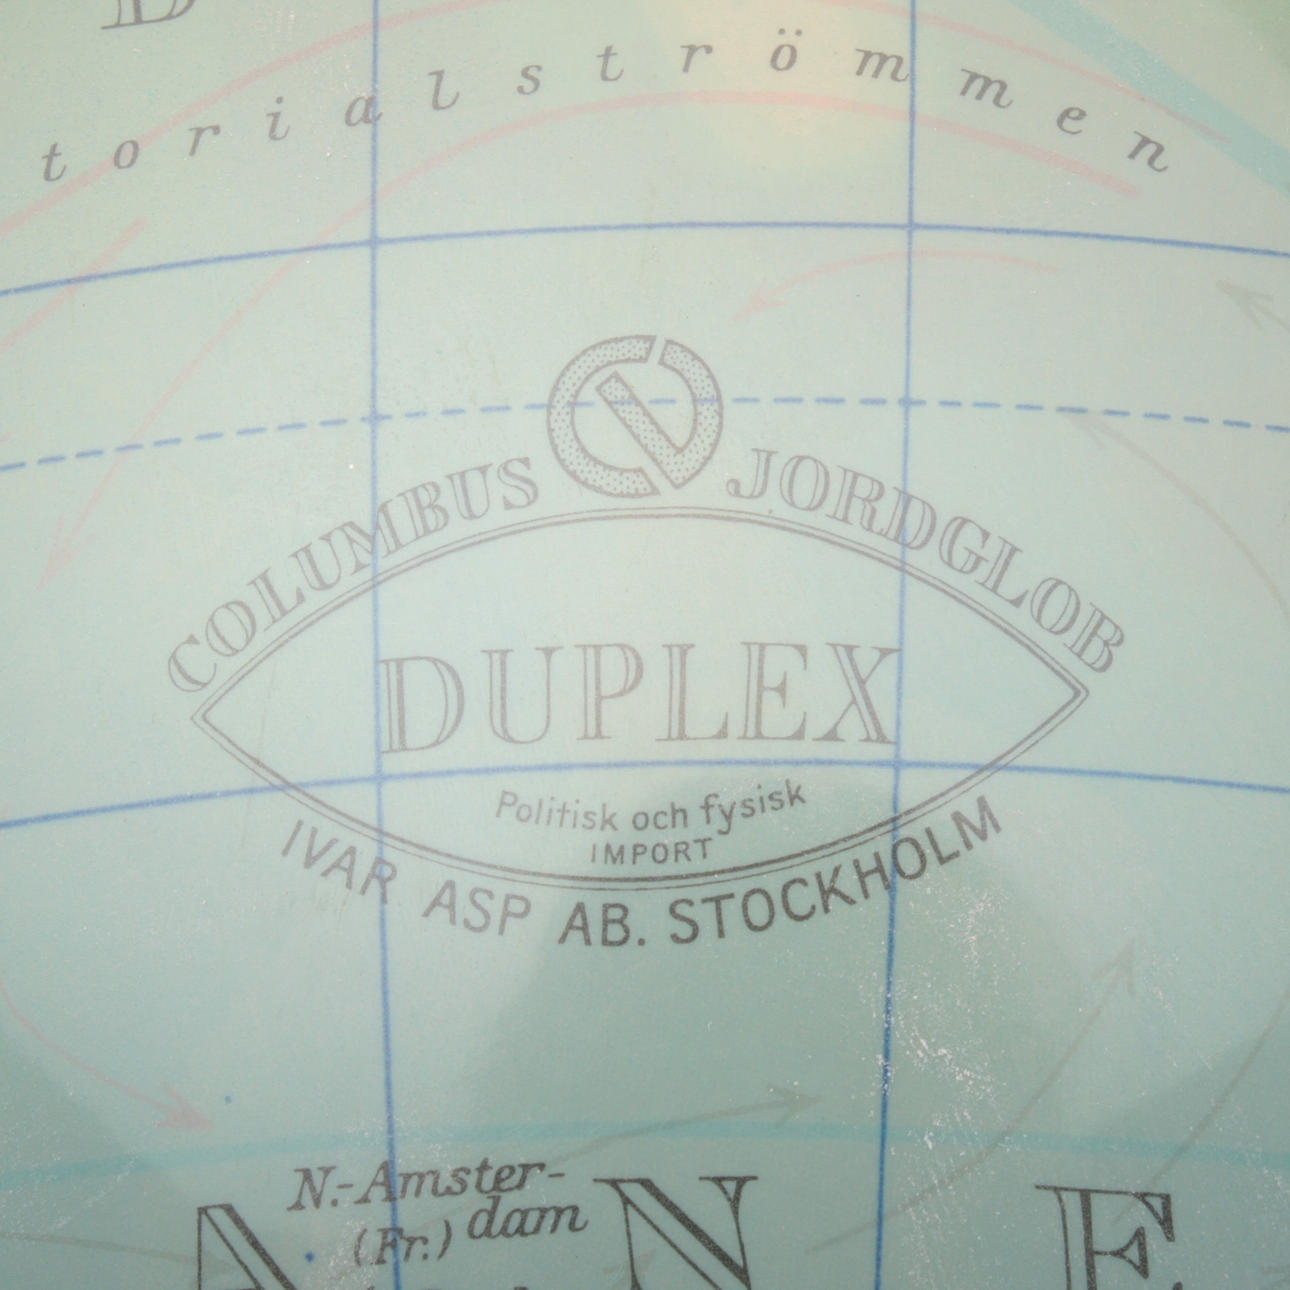 torialströmmen
COLUMBUS JORDGLOB
DUPLEX
Politisk och fysisk
IMPORT
IVAR ASP AB. STOCKHOLM
N.-Amster-
dam
(Fr.)
N E